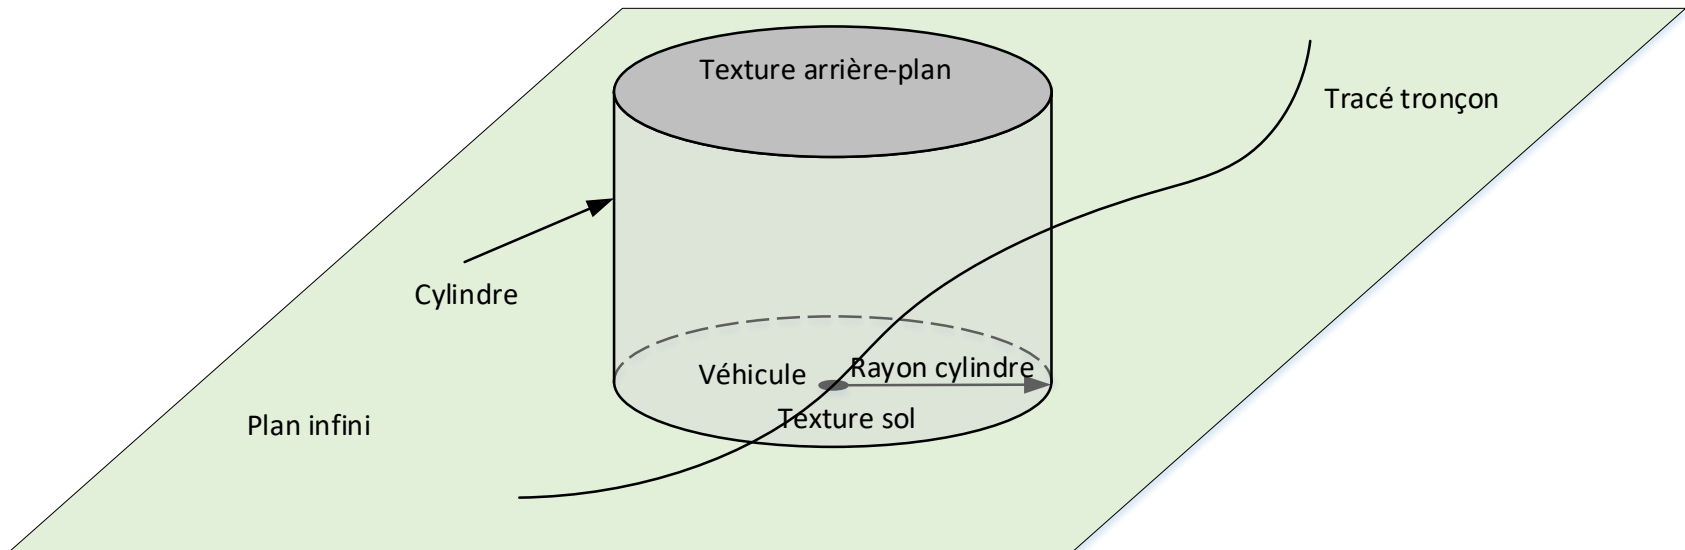 Texture arrière-plan
Tracé tronçon
Cylindre
Véhicule
Rayon cylindre
Texture sol
Plan infini